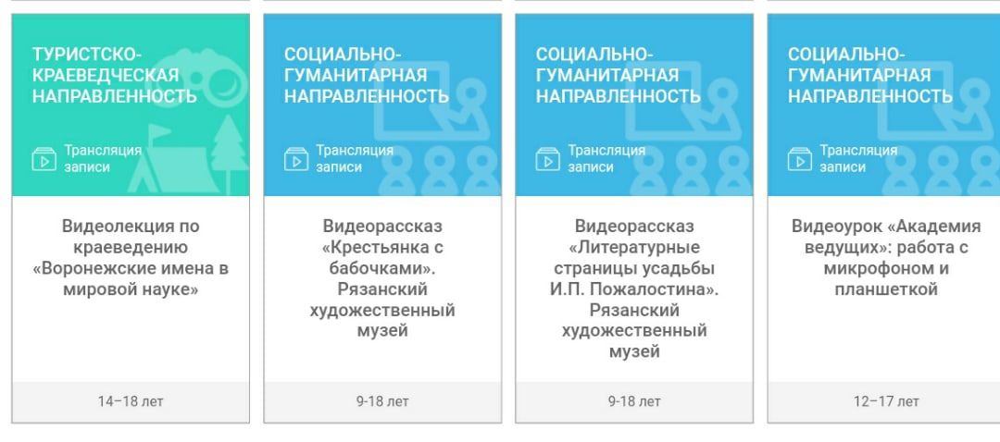 ТУРИСТСКО-
КРАЕВЕДЧЕСКАЯ
НАПРАВЛЕННОСТЬ
Трансляция
записи
Видеолекция по
краеведению
«Воронежские имена в
мировой науке»
14–18 лет
СОЦИАЛЬНО-
ГУМАНИТАРНАЯ
НАПРАВЛЕННОСТЬ
Трансляция
записи
Видеорассказ
«Крестьянка с
бабочками».
Рязанский
художественный
музей
9-18 лет
СОЦИАЛЬНО-
ГУМАНИТАРНАЯ
НАПРАВЛЕННОСТЬ
Трансляция
записи
Видеорассказ
«Литературные
страницы усадьбы
И.П. Пожалостина».
Рязанский
художественный
музей
9-18 лет
СОЦИАЛЬНО-
ГУМАНИТАРНАЯ
НАПРАВЛЕННОСТЬ
Трансляция
записи
Видеоурок «Академия
ведущих»: работа с
микрофоном и
планшеткой
12–17 лет